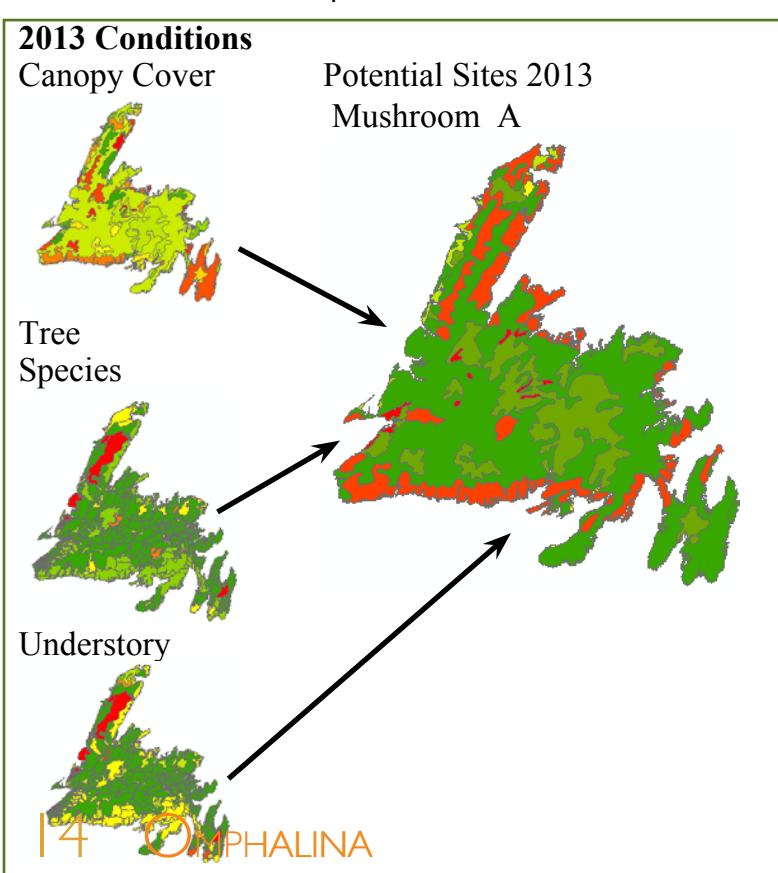 2013 Conditions
Canopy Cover
Potential Sites 2013
Mushroom A
Tree
Species
Understory
14 OMPHALINA